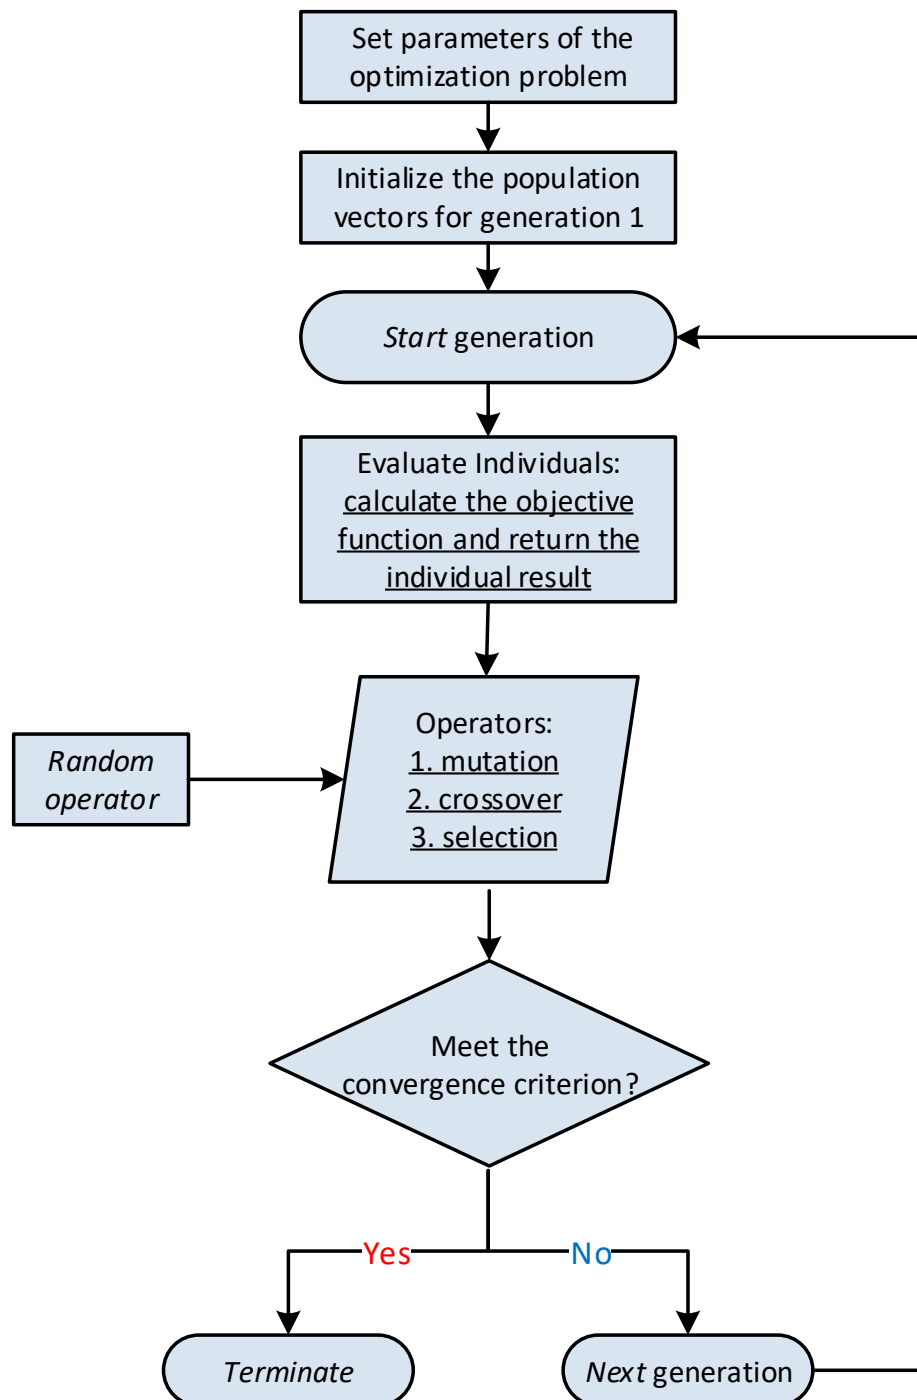 Set parameters of the
optimization problem
Initialize the population
vectors for generation 1
Start generation
Evaluate Individuals:
calculate the objective
function and return the
individual result
Random
operator
Operators:
1. mutation
2. crossover
3. selection
Meet the
convergence criterion?
Yes
No
Terminate
Next generation